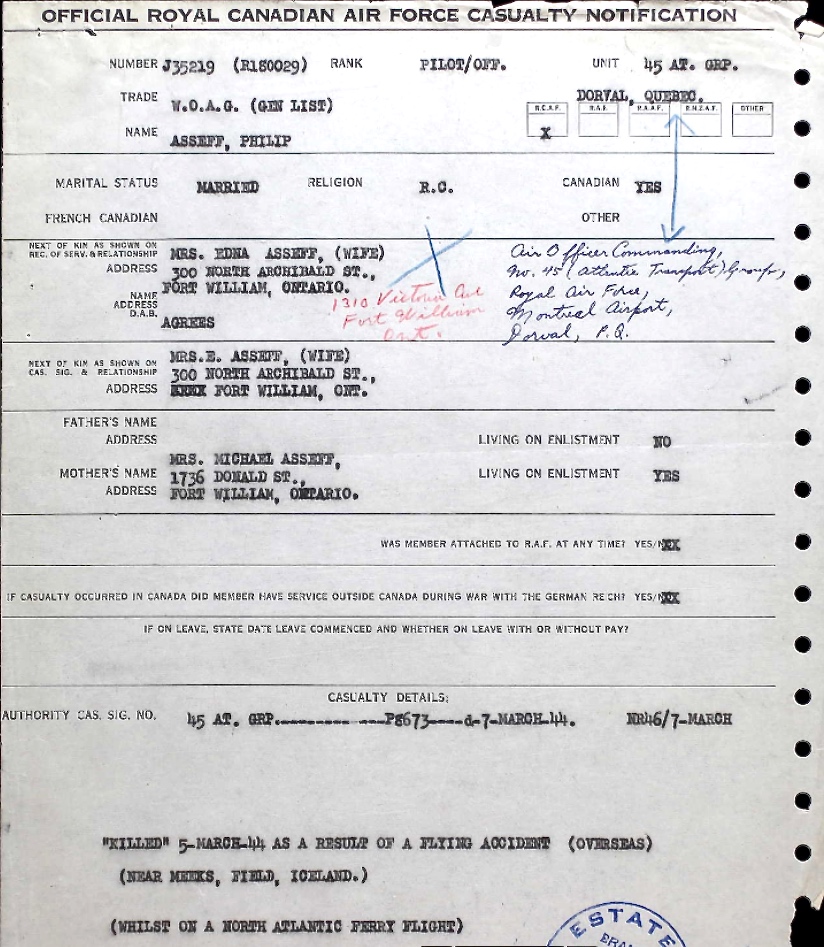 OFFICIAL ROYAL CANADIAN AIR FORCE CASUALTY NOTIFICATION
NUMBER J35219 (R180029) RANK PILOT/OFF. UNIT 45 AT. GRP.
DORVAL, QUEBEC.
TRADE W.O.A.G. (GEN LIST)
R.C.A.F. R.A.F. R.A.A.F. R.N.Z.A.F. OTHER
X
NAME ASSEFF, PHILIP
MARITAL STATUS MARRIED RELIGION R.C. CANADIAN YES
FRENCH CANADIAN OTHER
NEXT OF KIN AS SHOWN ON
REC. OF SERV. & RELATIONSHIP MRS. EDNA ASSEFF, (WIFE)
ADDRESS 300 NORTH ARCHIBALD ST.,
FORT WILLIAM, ONTARIO.
NAME
ADDRESS
D.A.B. AGREES
1310 Victoria Ave
Fort William
Ont.
Air Officer Commanding,
No. 45 (Atlantic Transport) Group,
Royal Air Force,
Montreal Airport,
Dorval, P.Q.
NEXT OF KIN AS SHOWN ON
CAS. SIG. & RELATIONSHIP MRS.E. ASSEFF, (WIFE)
300 NORTH ARCHIBALD ST.,
ADDRESS FORT WILLIAM, ONT.
FATHER'S NAME
ADDRESS LIVING ON ENLISTMENT NO
MRS. MICHAEL ASSEFF,
MOTHER'S NAME 1736 DONALD ST., LIVING ON ENLISTMENT YES
ADDRESS FORT WILLIAM, ONTARIO.
WAS MEMBER ATTACHED TO R.A.F. AT ANY TIME? YES/NXX
IF CASUALTY OCCURRED IN CANADA DID MEMBER HAVE SERVICE OUTSIDE CANADA DURING WAR WITH THE GERMAN REICH? YES/NXX
IF ON LEAVE, STATE DATE LEAVE COMMENCED AND WHETHER ON LEAVE WITH OR WITHOUT PAY?
CASUALTY DETAILS:
AUTHORITY CAS. SIG. NO. 45 AT. GRP.--------- ---P8673----d-7-MARCH-44. NR46/7-MARCH
"KILLED" 5-MARCH-44 AS A RESULT OF A FLYING ACCIDENT (OVERSEAS)
(NEAR MEEKS, FIELD, ICELAND.)
(WHILST ON A NORTH ATLANTIC FERRY FLIGHT)
ESTATE